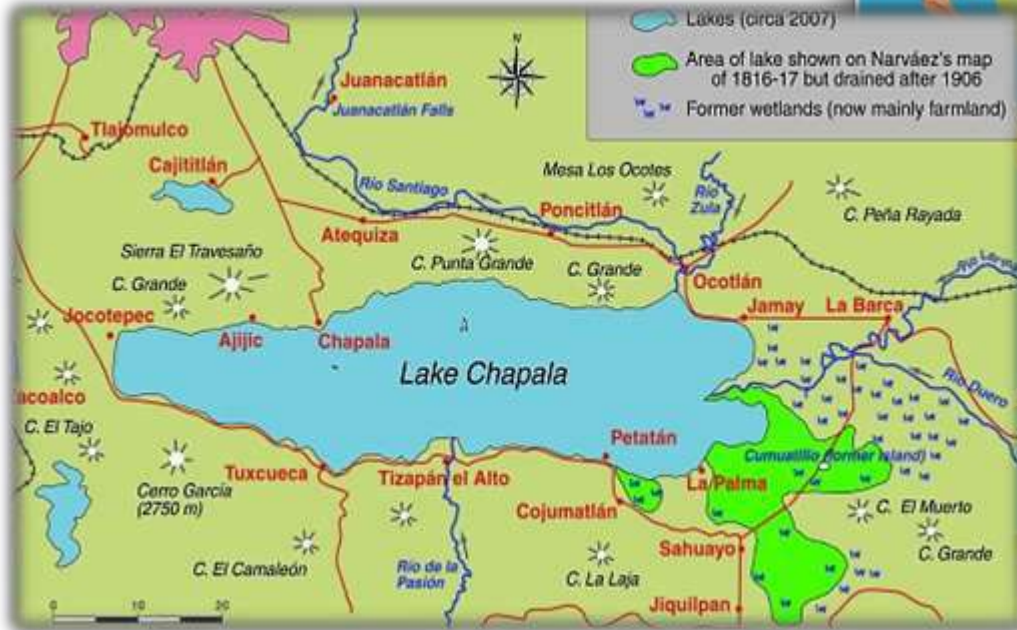 Lakes (circa 2007)
Area of lake shown on Narváez's map
of 1816-17 but drained after 1906
Former wetlands (now mainly farmland)
N
Juanacatlán
Juanacatlán Falls
Tlajomulco
Cajititlán
Mesa Los Ocotes
Río
Zula
Río Santiago
C. Peña Rayada
Atequiza
Poncitlán
Sierra El Travesaño
C. Punta Grande
C. Grande
Ocotlán
C. Grande
Jamay
La Barca
Jocotepec
Ajijic
Chapala
Lake Chapala
Río Duero
C. El Tajo
Petatán
Cumuatillo (former island)
Tuxcueca
Tizapán el Alto
La Palma
Cerro García
(2750 m)
Cojumatlán
C. El Muerto
Sahuayo
C. Grande
C. El Camaleón
Río de la
Pasión
C. La Laja
Jiquilpan
0 10 20